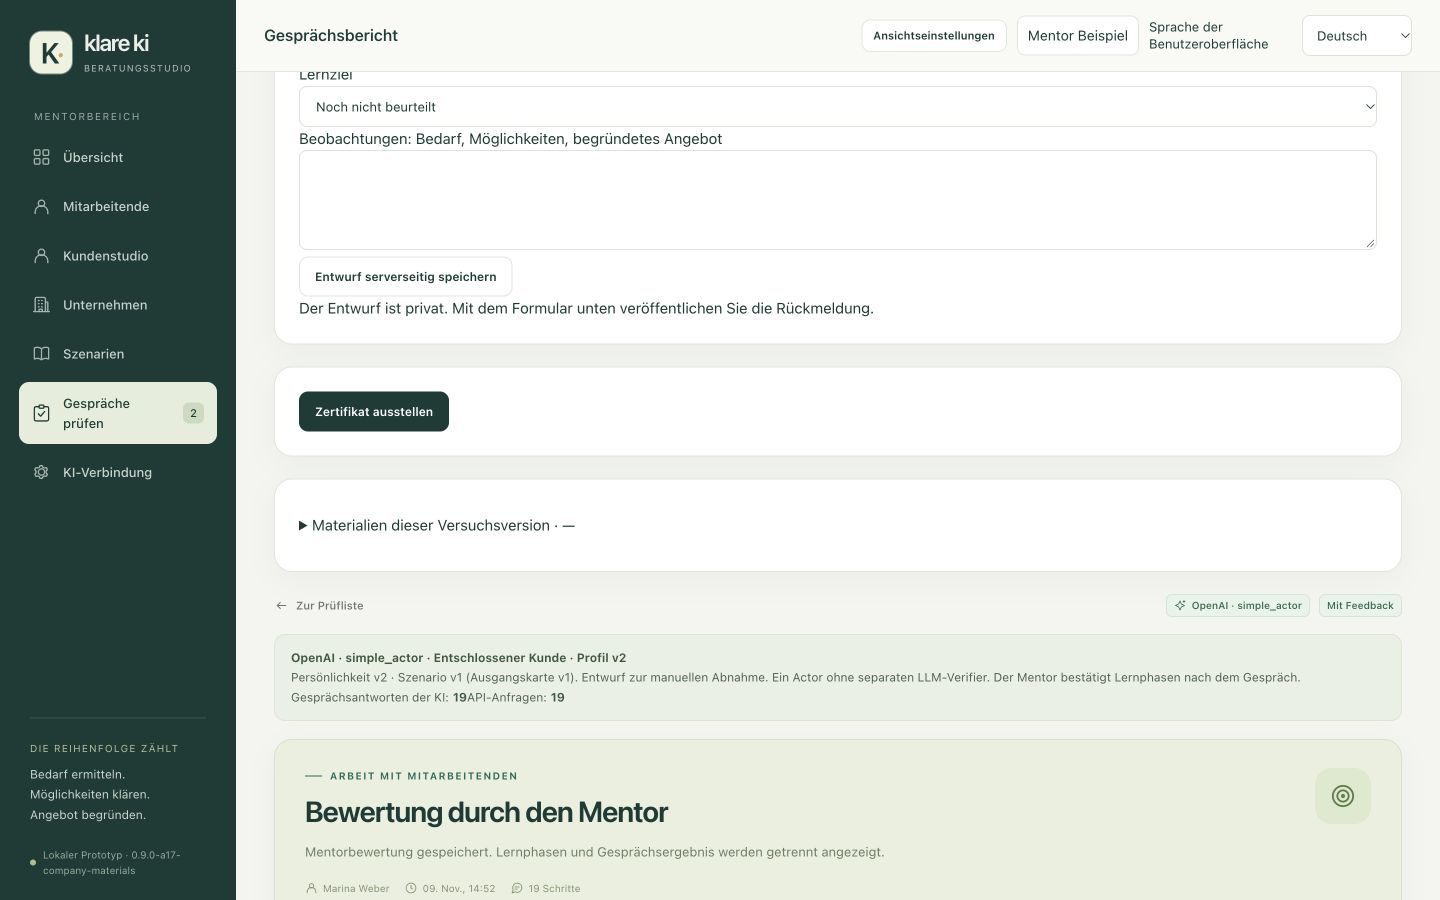 K
klare ki
BERATUNGSSTUDIO
MENTORBEREICH
Übersicht
Mitarbeitende
Kundenstudio
Unternehmen
Szenarien
Gespräche
prüfen
2
KI-Verbindung
DIE REIHENFOLGE ZÄHLT
Bedarf ermitteln.
Möglichkeiten klären.
Angebot begründen.
Lokaler Prototyp · 0.9.0-a17-
company-materials
Gesprächsbericht
Ansichtseinstellungen
Mentor Beispiel
Sprache der
Benutzeroberfläche
Deutsch
Lernziel
Noch nicht beurteilt
Beobachtungen: Bedarf, Möglichkeiten, begründetes Angebot
Entwurf serverseitig speichern
Der Entwurf ist privat. Mit dem Formular unten veröffentlichen Sie die Rückmeldung.
Zertifikat ausstellen
Materialien dieser Versuchsversion · —
Zur Prüfliste
OpenAI · simple_actor
Mit Feedback
OpenAI · simple_actor · Entschlossener Kunde · Profil v2
Persönlichkeit v2 · Szenario v1 (Ausgangskarte v1). Entwurf zur manuellen Abnahme. Ein Actor ohne separaten LLM-Verifier. Der Mentor bestätigt Lernphasen nach dem Gespräch.
Gesprächsantworten der KI: 19API-Anfragen: 19
ARBEIT MIT MITARBEITENDEN
Bewertung durch den Mentor
Mentorbewertung gespeichert. Lernphasen und Gesprächsergebnis werden getrennt angezeigt.
Marina Weber
09. Nov., 14:52
19 Schritte